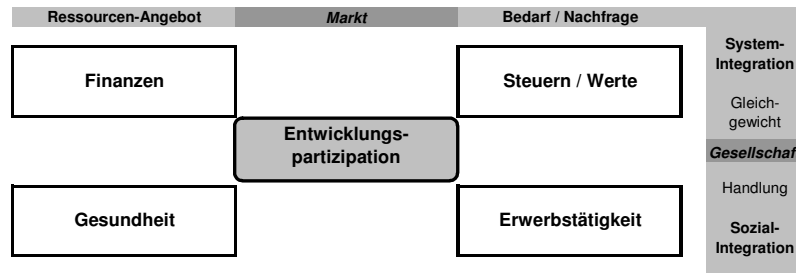 Ressourcen-Angebot
Markt
Bedarf / Nachfrage
Finanzen
Steuern / Werte
System-
Integration
Gleich-
gewicht
Entwicklungs-
partizipation
Gesellschaf
Handlung
Gesundheit
Erwerbstätigkeit
Sozial-
Integration